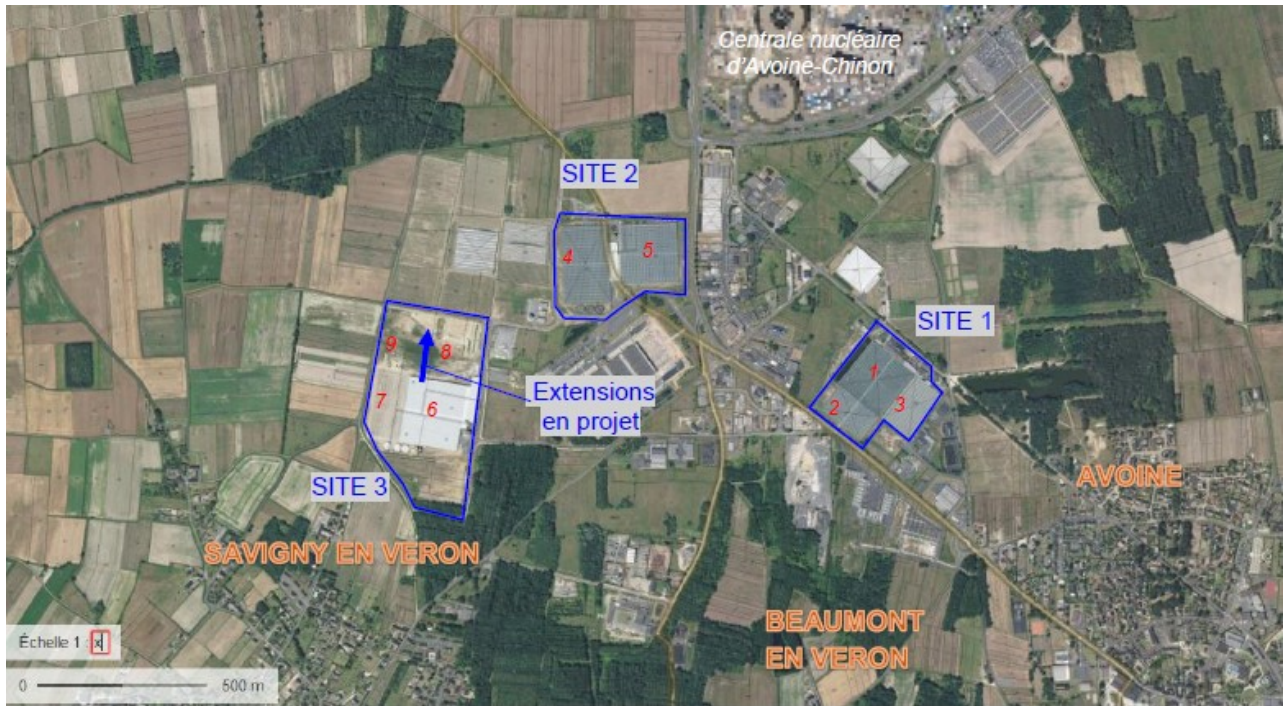 Centrale nucléaire
d'Avoine-Chinon
SITE 2
4
5
SITE 1
1
2
3
9
8
7
6
Extensions
en projet
SITE 3
AVOINE
SAVIGNY EN VERON
BEAUMONT
EN VERON
Échelle 1 : x
0 500 m